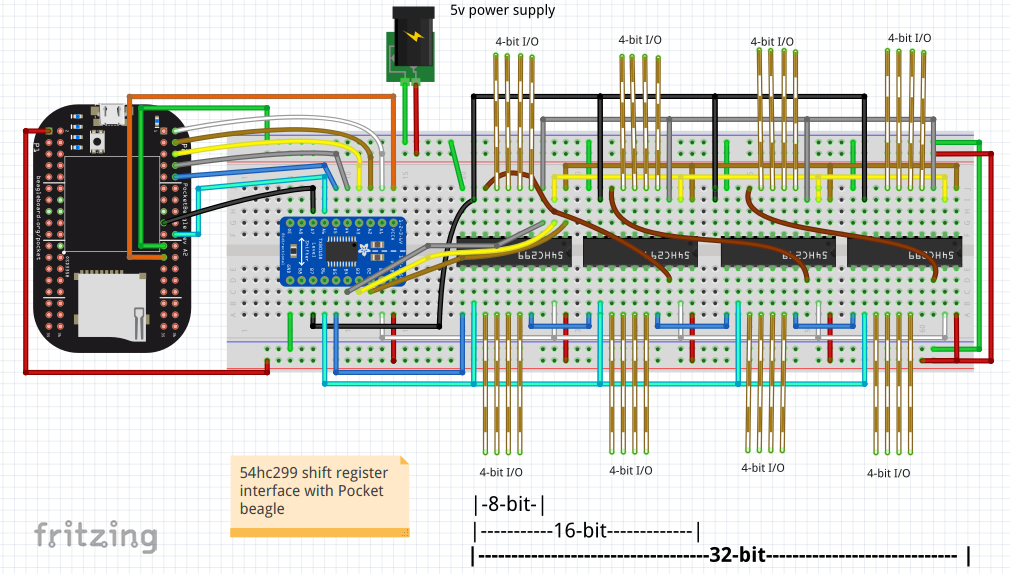 5v power supply
4-bit I/O
4-bit I/O
4-bit I/O
4-bit I/O
P1
beagleboard.org/pocket
54HC299
54HC299
54HC299
54HC299
4-bit I/O
4-bit I/O
4-bit I/O
4-bit I/O
54hc299 shift register
interface with Pocket
beagle
|-8-bit-|
|-----------16-bit-------------|
|--------------------------------32-bit--------------------------- |
fritzing